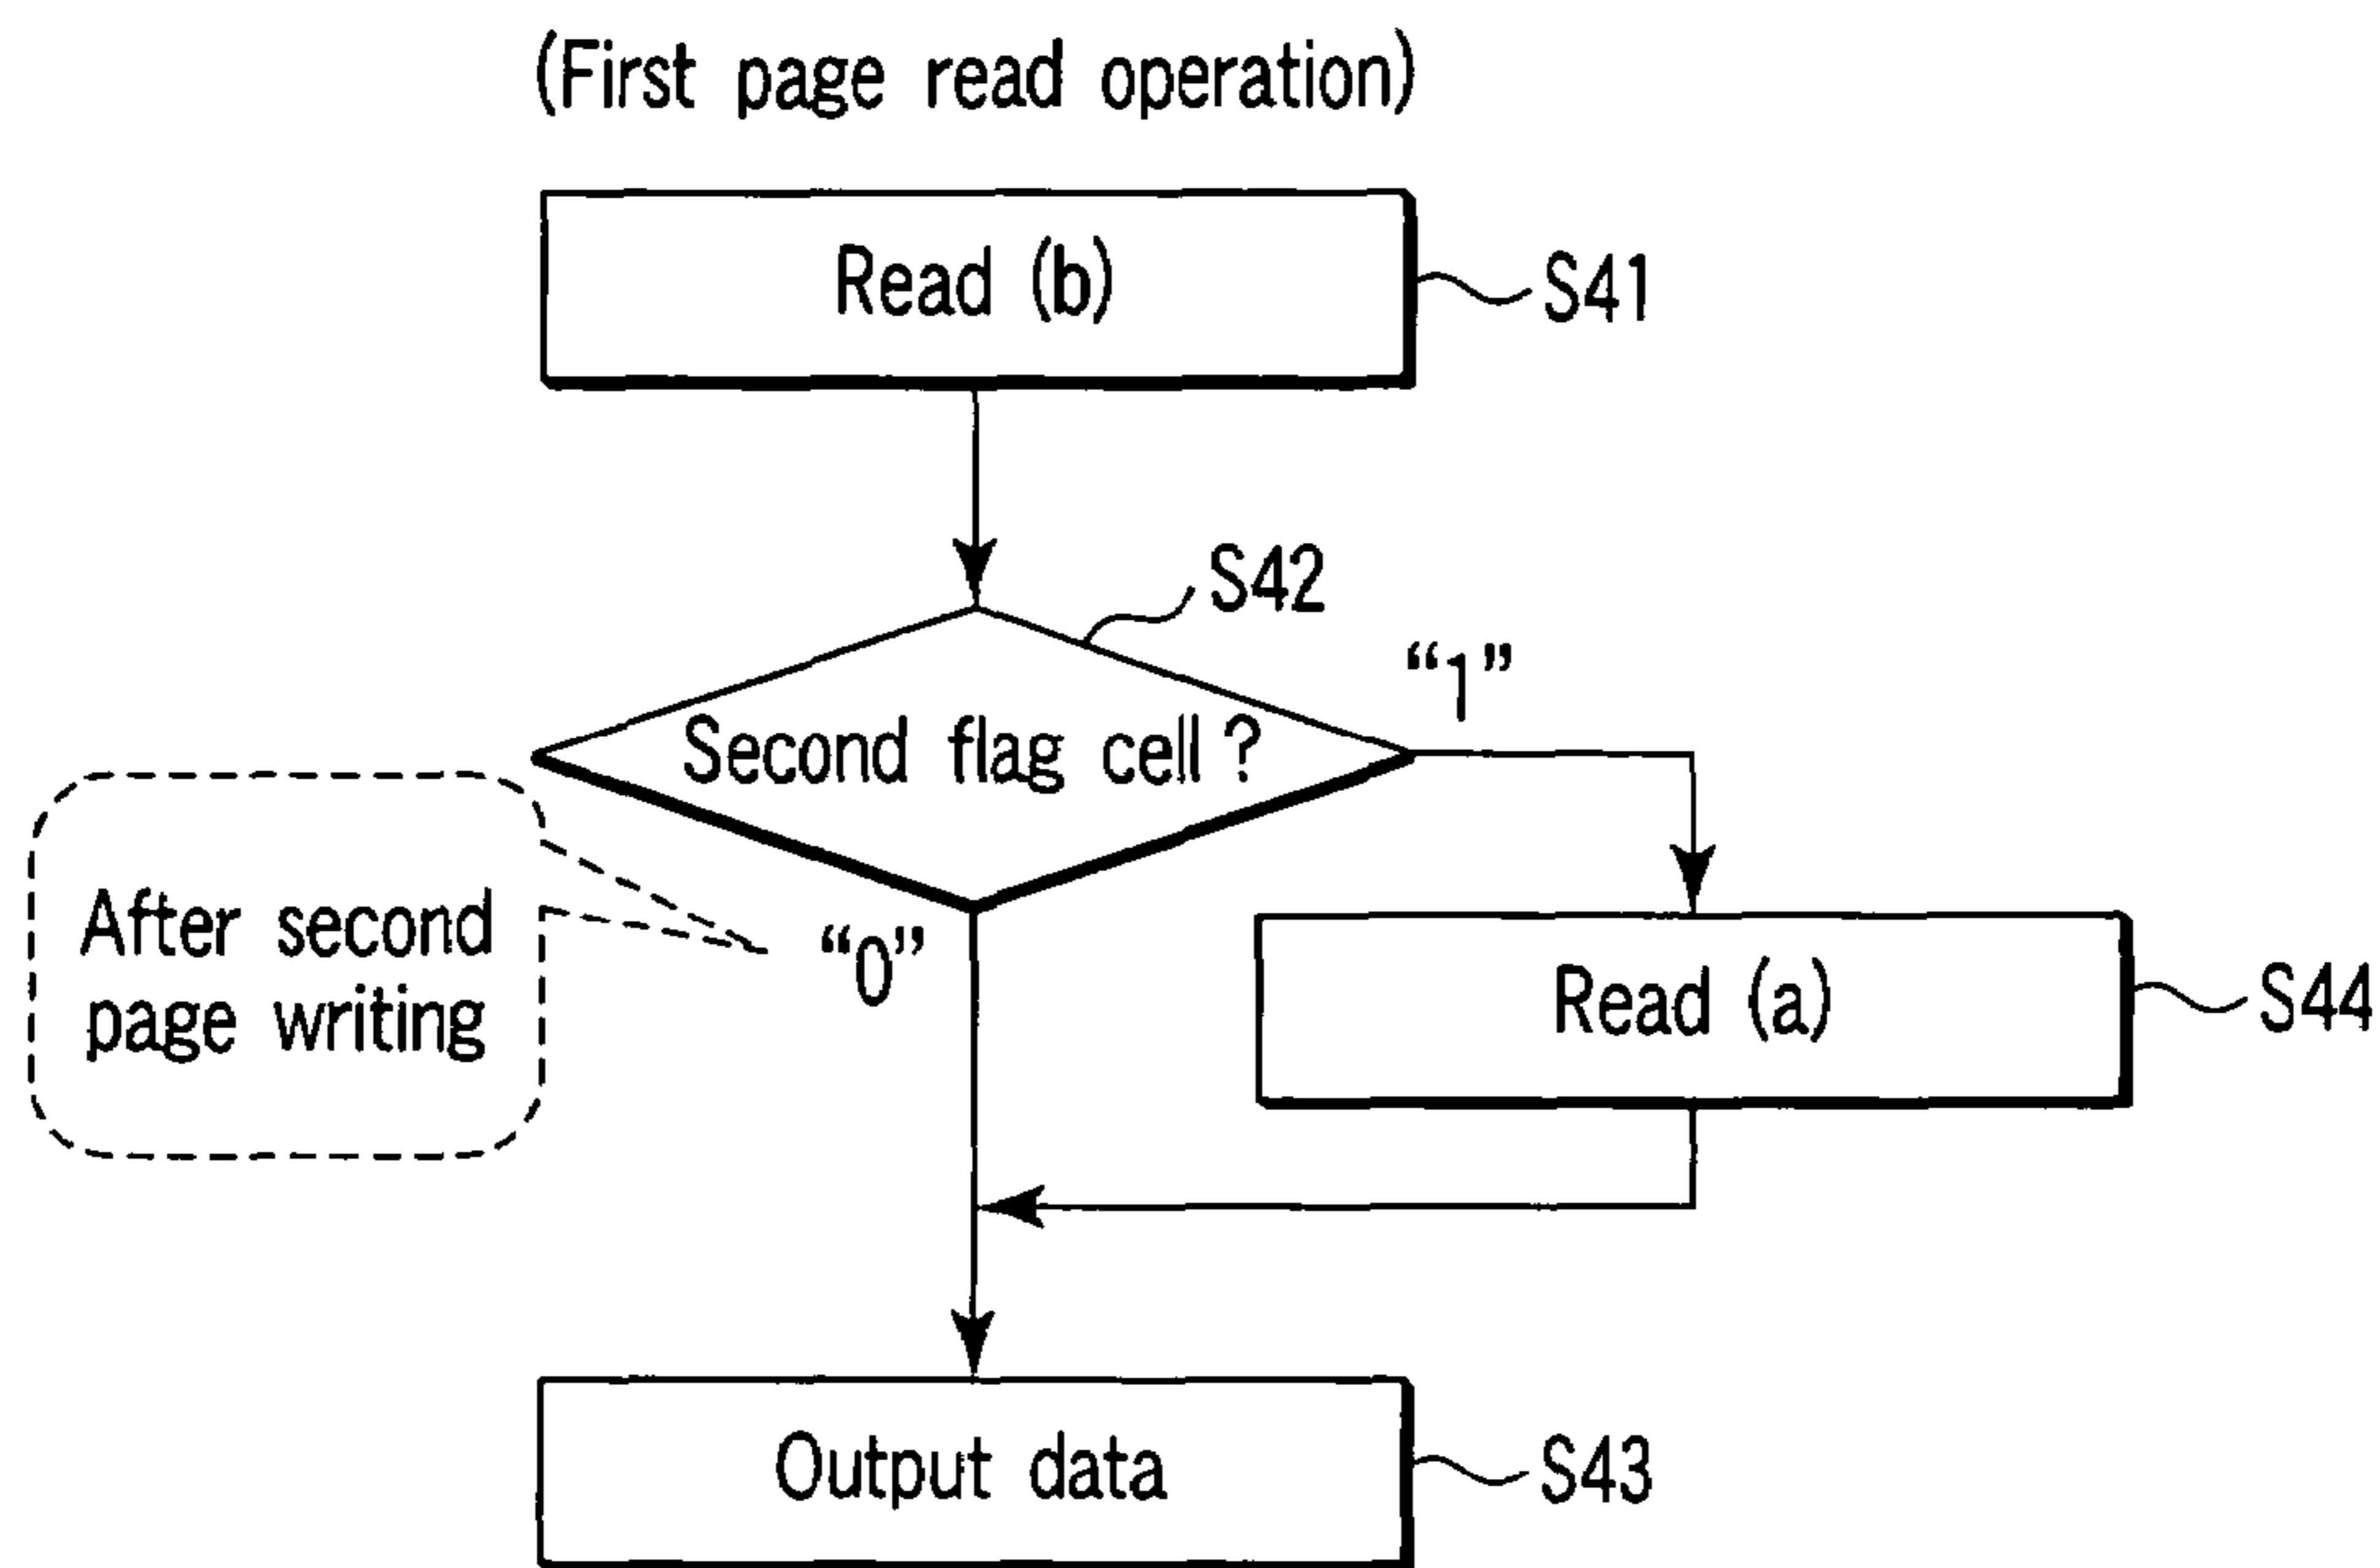 (First page read operation)
Read (b)
S41
S42
Second flag cell ?
“1”
After second
page writing
“0”
Read (a)
S44
Output data
S43